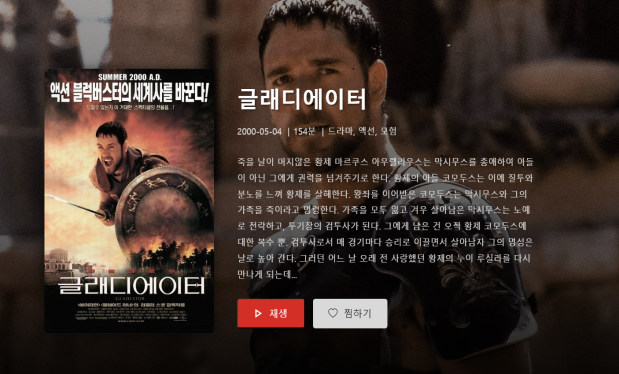 SUMMER 2000 A.D.
액션 블럭버스터의 세계사를 바꾼다!
글래디에이터
GLADIATOR
글래디에이터
2000-05-04 | 154분 | 드라마, 액션, 모험
죽을 날이 머지않은 황제 마르쿠스 아우렐리우스는 막시무스를 총애하여 아들
이 아닌 그에게 권력을 넘겨주기로 한다. 황제의 아들 코모두스는 이에 질투와
분노를 느껴 황제를 살해한다. 왕좌를 이어받은 코모두스는 막시무스와 그의
가족을 죽이라고 명령한다. 가족을 모두 잃고 겨우 살아남은 막시무스는 노예
로 전락하고, 투기장의 검투사가 된다. 그에게 남은 건 오직 황제 코모두스에
대한 복수 뿐. 검투사로서 매 경기마다 승리로 이끌면서 살아남자 그의 명성은
날로 높아 간다. 그러던 어느 날 오래 전 사랑했던 황제의 누이 루실라를 다시
만나게 되는데...
재생
찜하기